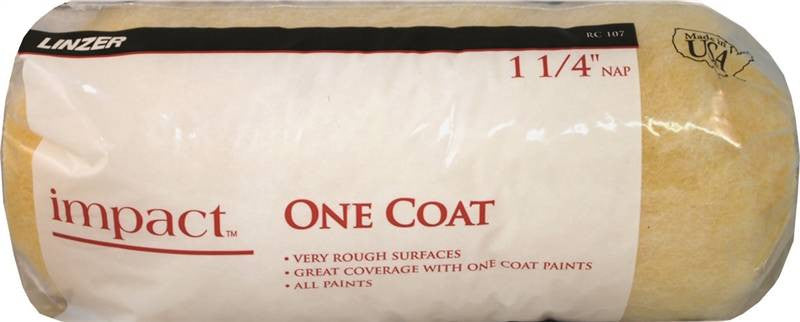 LINZER
RC 107
Made in The
USA
1 1/4" NAP
impact™
ONE COAT
• VERY ROUGH SURFACES
• GREAT COVERAGE WITH ONE COAT PAINTS
• ALL PAINTS